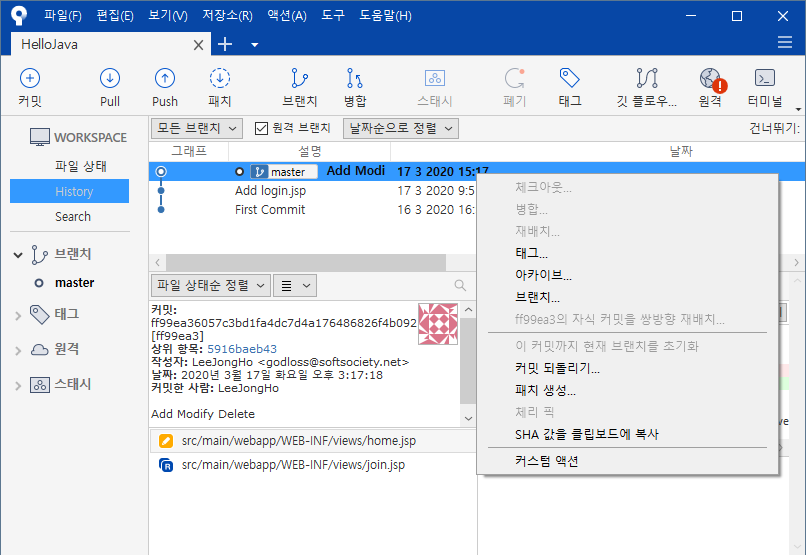 파일(F) 편집(E) 보기(V) 저장소(R) 액션(A) 도구 도움말(H)
HelloJava
커밋 Pull Push 패치 브랜치 병합 스태시 폐기 태그 깃 플로우... 원격 터미널
WORKSPACE
파일 상태
History
Search
브랜치
master
태그
원격
스태시
모든 브랜치 원격 브랜치 날짜순으로 정렬 건너뛰기:
그래프 설명 날짜
master Add Modi 17 3 2020 15:17
Add login.jsp 17 3 2020 9:5
First Commit 16 3 2020 16:
파일 상태순 정렬
커밋:
ff99ea36057c3bd1fa4dc7d4a176486826f4b092
[ff99ea3]
상위 항목: 5916baeb43
작성자: LeeJongHo <godloss@softsociety.net>
날짜: 2020년 3월 17일 화요일 오후 3:17:18
커밋한 사람: LeeJongHo
Add Modify Delete
src/main/webapp/WEB-INF/views/home.jsp
R src/main/webapp/WEB-INF/views/join.jsp
체크아웃...
병합...
재배치...
태그...
아카이브...
브랜치...
ff99ea3의 자식 커밋을 쌍방향 재배치...
이 커밋까지 현재 브랜치를 초기화
커밋 되돌리기...
패치 생성...
체리 픽
SHA 값을 클립보드에 복사
커스텀 액션